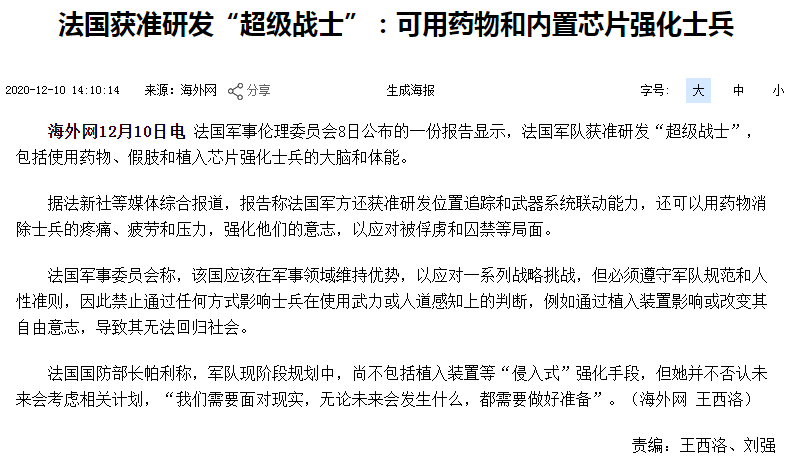 法国获准研发“超级战士”：可用药物和内置芯片强化士兵
2020-12-10 14:10:14 来源：海外网 分享 生成海报 字号: 大 中 小
海外网12月10日电 法国军事伦理委员会8日公布的一份报告显示，法国军队获准研发“超级战士”，
包括使用药物、假肢和植入芯片强化士兵的大脑和体能。
据法新社等媒体综合报道，报告称法国军方还获准研发位置追踪和武器系统联动能力，还可以用药物消
除士兵的疼痛、疲劳和压力，强化他们的意志，以应对被俘虏和囚禁等局面。
法国军事委员会称，该国应该在军事领域维持优势，以应对一系列战略挑战，但必须遵守军队规范和人
性准则，因此禁止通过任何方式影响士兵在使用武力或人道感知上的判断，例如通过植入装置影响或改变其
自由意志，导致其无法回归社会。
法国国防部长帕利称，军队现阶段规划中，尚不包括植入装置等“侵入式”强化手段，但她并不否认未
来会考虑相关计划，“我们需要面对现实，无论未来会发生什么，都需要做好准备”。（海外网 王西洛）
责编：王西洛、刘强